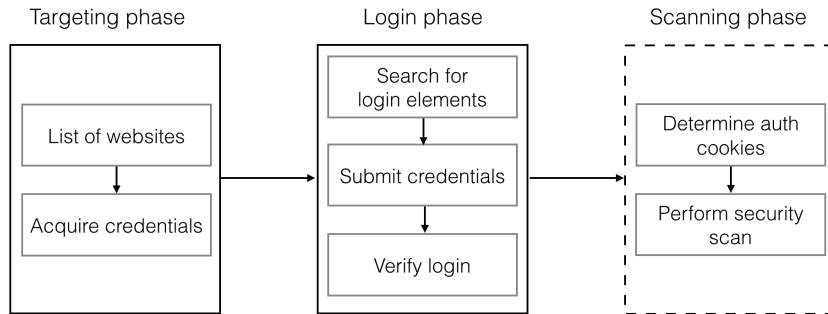 Targeting phase
List of websites
Acquire credentials
Login phase
Search for
login elements
Submit credentials
Verify login
Scanning phase
Determine auth
cookies
Perform security
scan